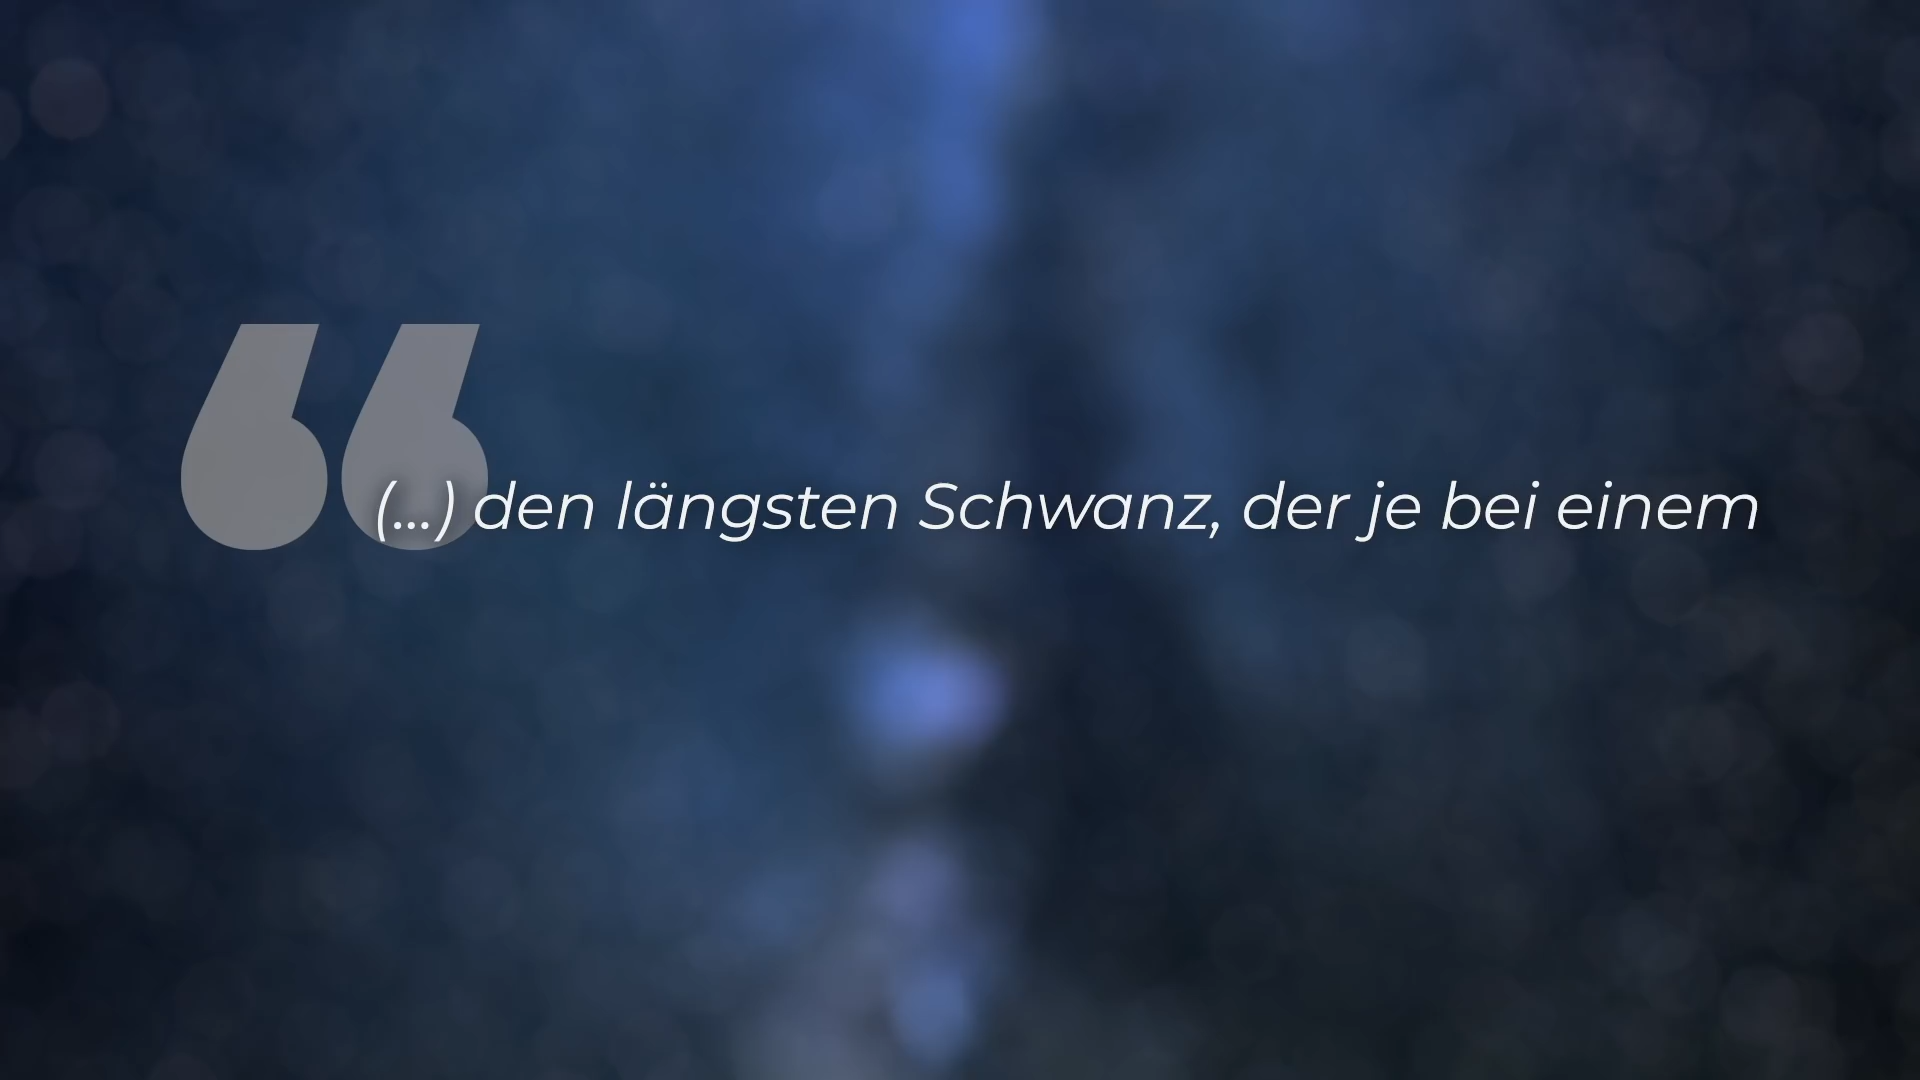 “(...) den längsten Schwanz, der je bei einem